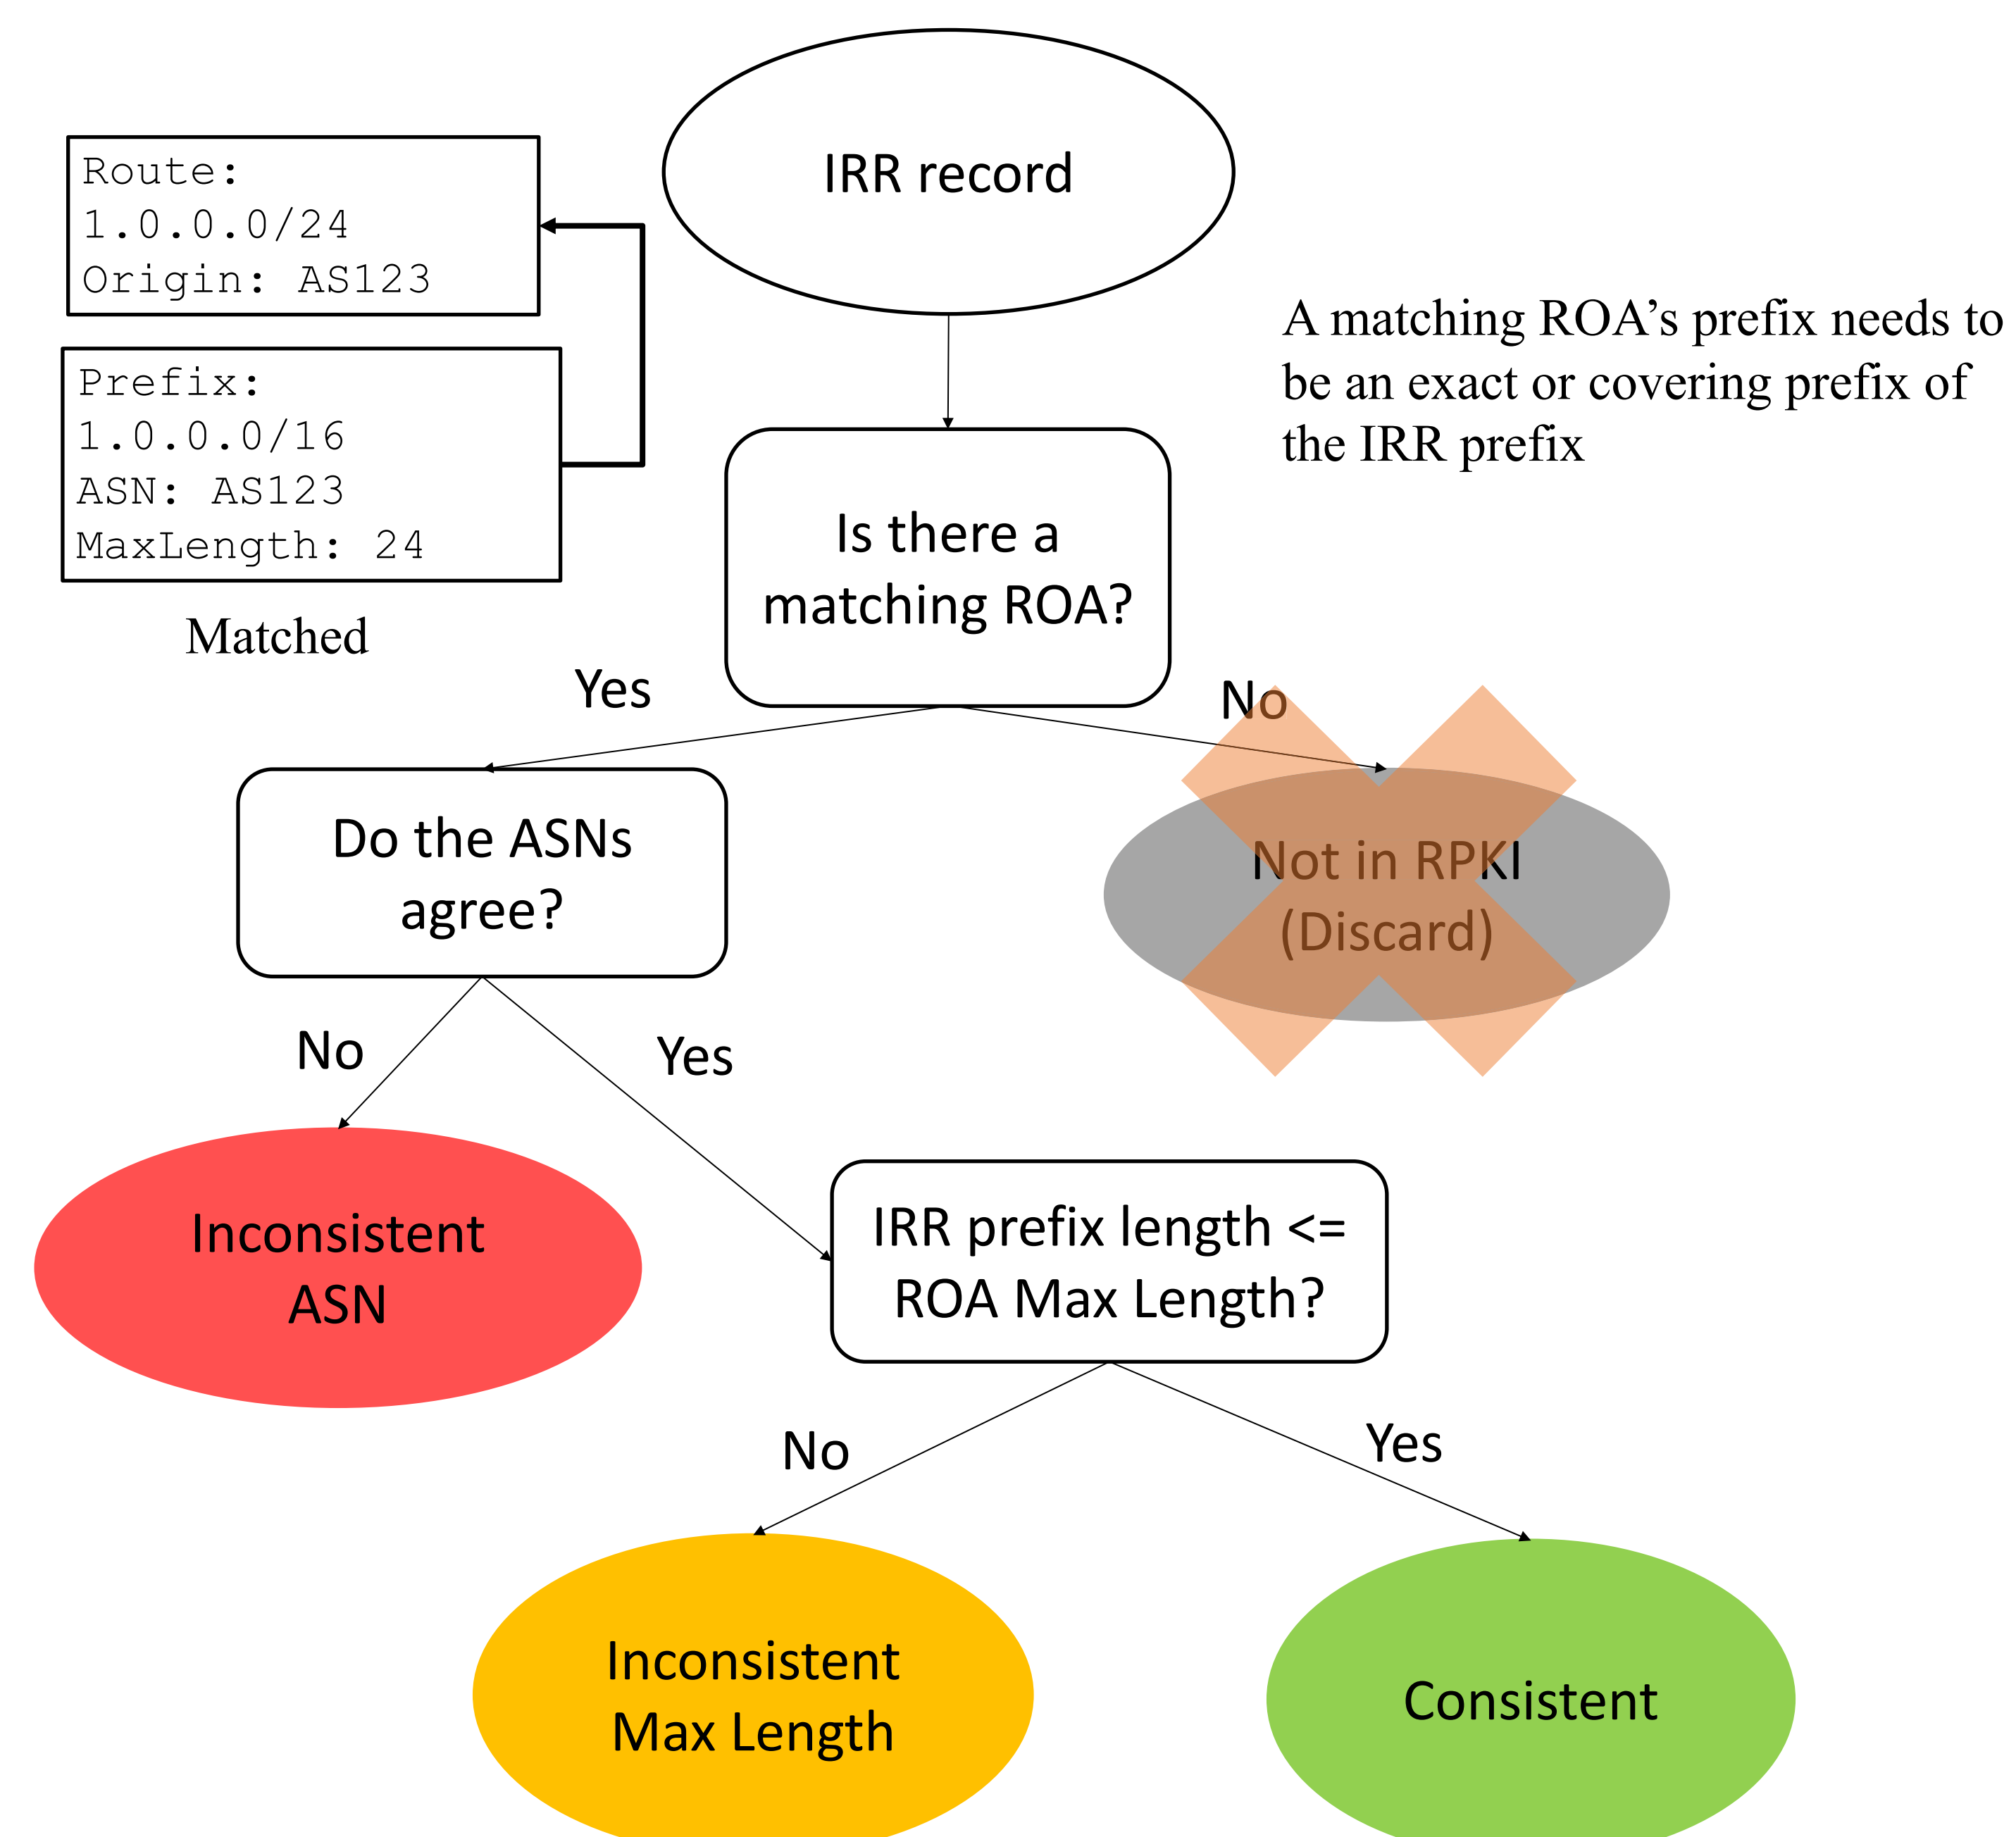 IRR record
Route:
1.0.0.0/24
Origin: AS123
Prefix:
1.0.0.0/16
ASN: AS123
MaxLength: 24
Matched
A matching ROA’s prefix needs to
be an exact or covering prefix of
the IRR prefix
Is there a
matching ROA?
Yes
No
Do the ASNs
agree?
Not in RPKI
(Discard)
No
Yes
Inconsistent
ASN
IRR prefix length <=
ROA Max Length?
No
Yes
Inconsistent
Max Length
Consistent